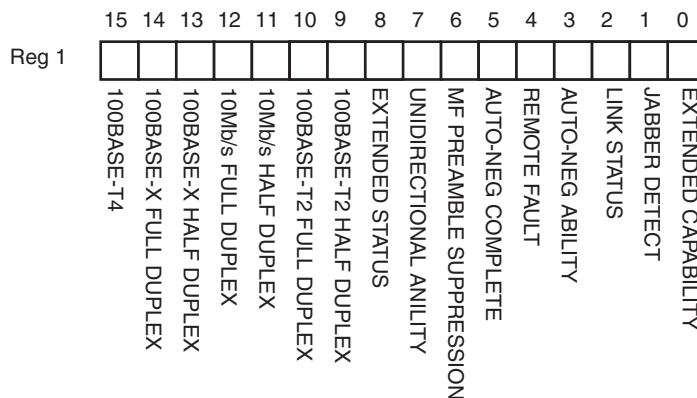 15 14 13 12 11 10 9 8 7 6 5 4 3 2 1 0
Reg 1
100BASE-T4
100BASE-X FULL DUPLEX
100BASE-X HALF DUPLEX
10Mb/s FULL DUPLEX
10Mb/s HALF DUPLEX
100BASE-T2 FULL DUPLEX
100BASE-T2 HALF DUPLEX
EXTENDED STATUS
UNIDIRECTIONAL ANILITY
MF PREAMBLE SUPPRESSION
AUTO-NEG COMPLETE
REMOTE FAULT
AUTO-NEG ABILITY
LINK STATUS
JABBER DETECT
EXTENDED CAPABILITY